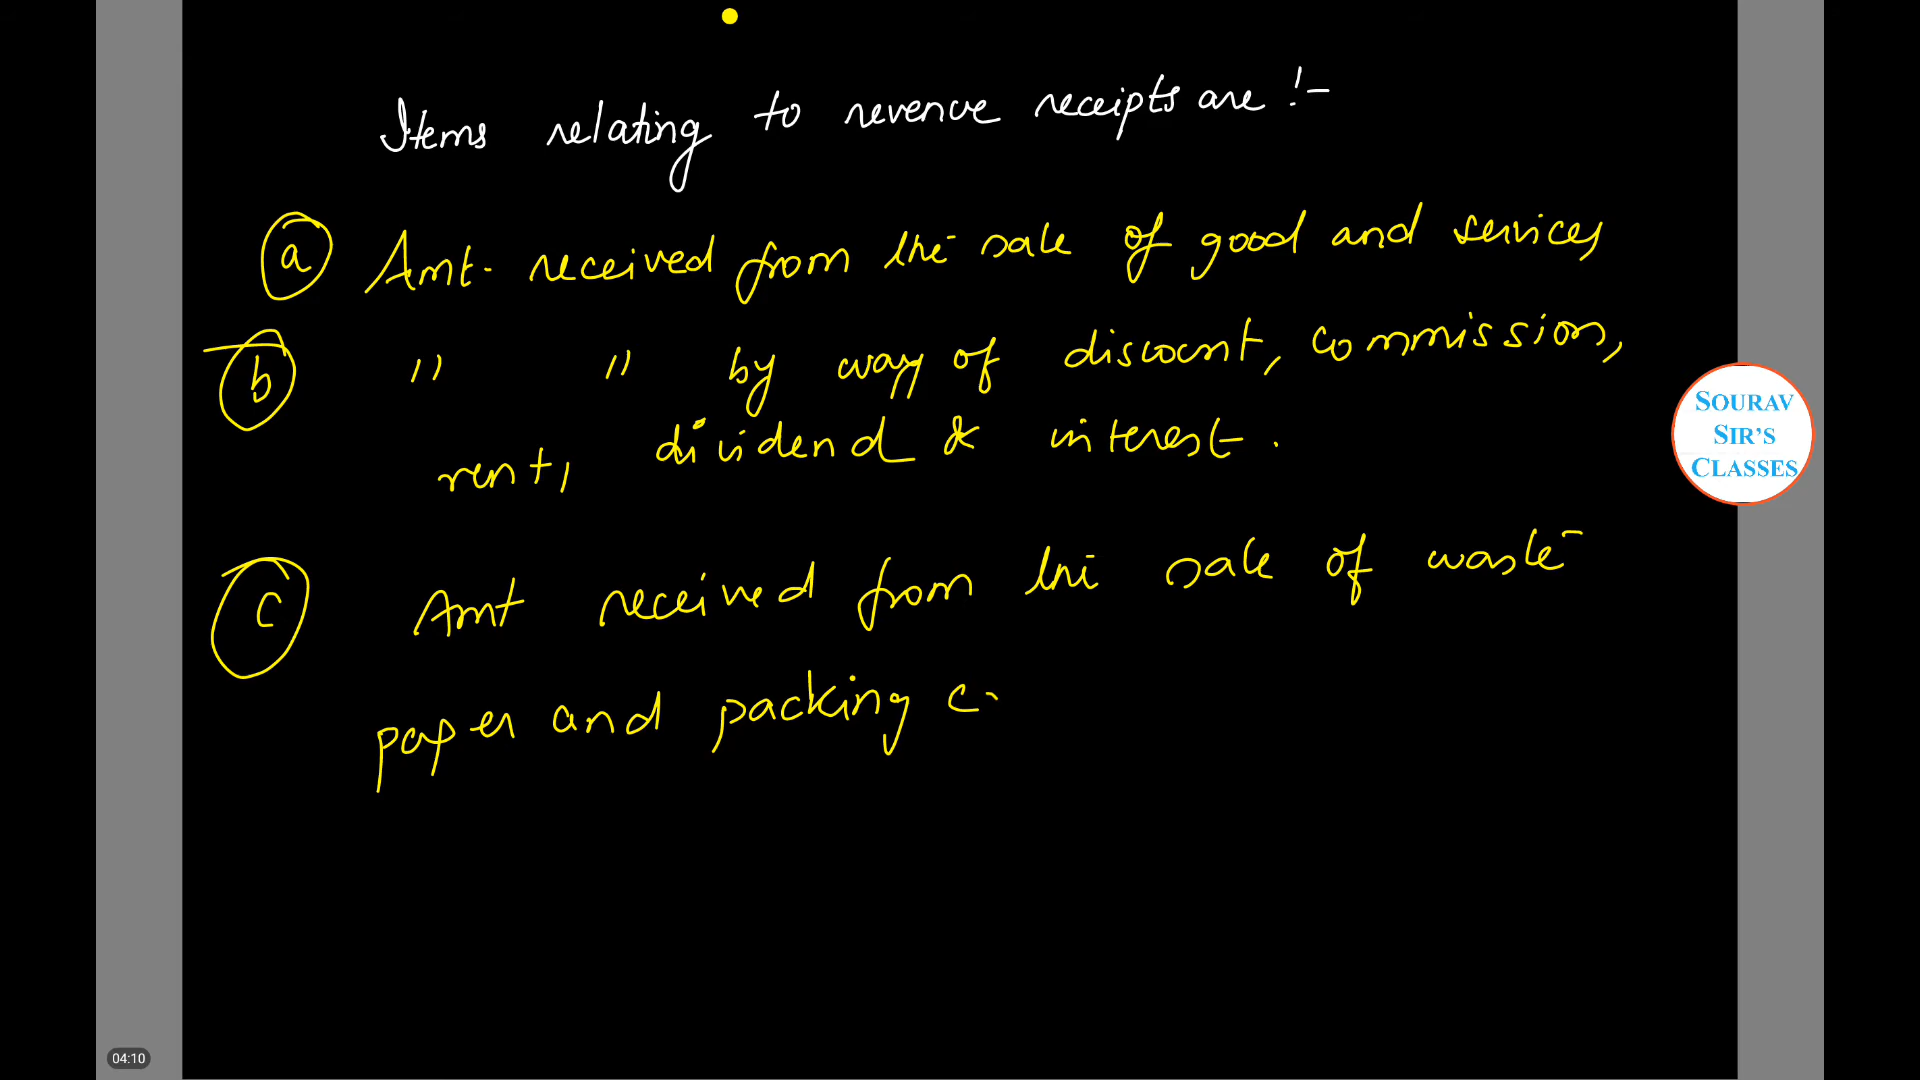 Items relating to revenue receipts are :-
a Amt. received from the sale of good and services
b " " by way of discount, commission,
rent, dividend & interest.
c Amt received from the sale of waste
paper and packing c
SOURAV
SIR'S
CLASSES
04:10